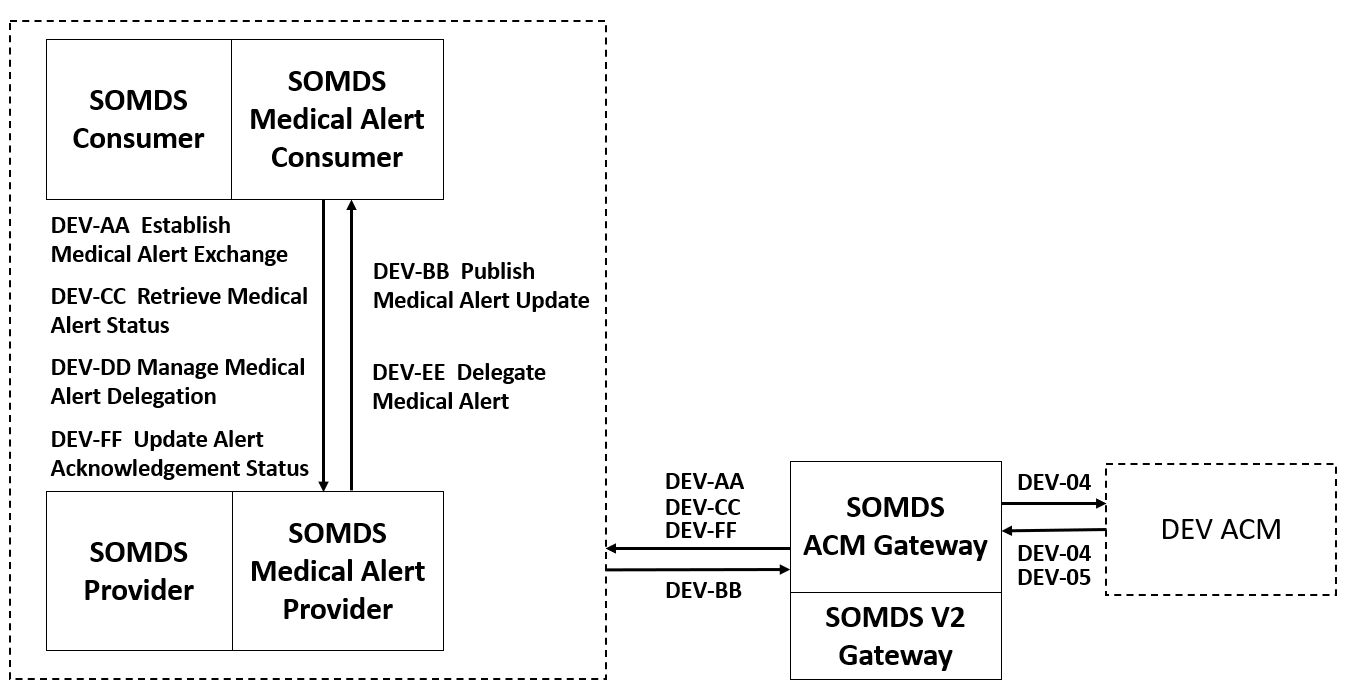 SOMDS
Consumer
SOMDS
Medical Alert
Consumer
DEV-AA  Establish
Medical Alert Exchange
DEV-CC  Retrieve Medical
Alert Status
DEV-DD Manage Medical
Alert Delegation
DEV-FF  Update Alert
Acknowledgement Status
DEV-BB  Publish
Medical Alert Update
DEV-EE  Delegate
Medical Alert
SOMDS
Provider
SOMDS
Medical Alert
Provider
DEV-AA
DEV-CC
DEV-FF
DEV-BB
SOMDS
ACM Gateway
SOMDS V2
Gateway
DEV-04
DEV-04
DEV-05
DEV ACM